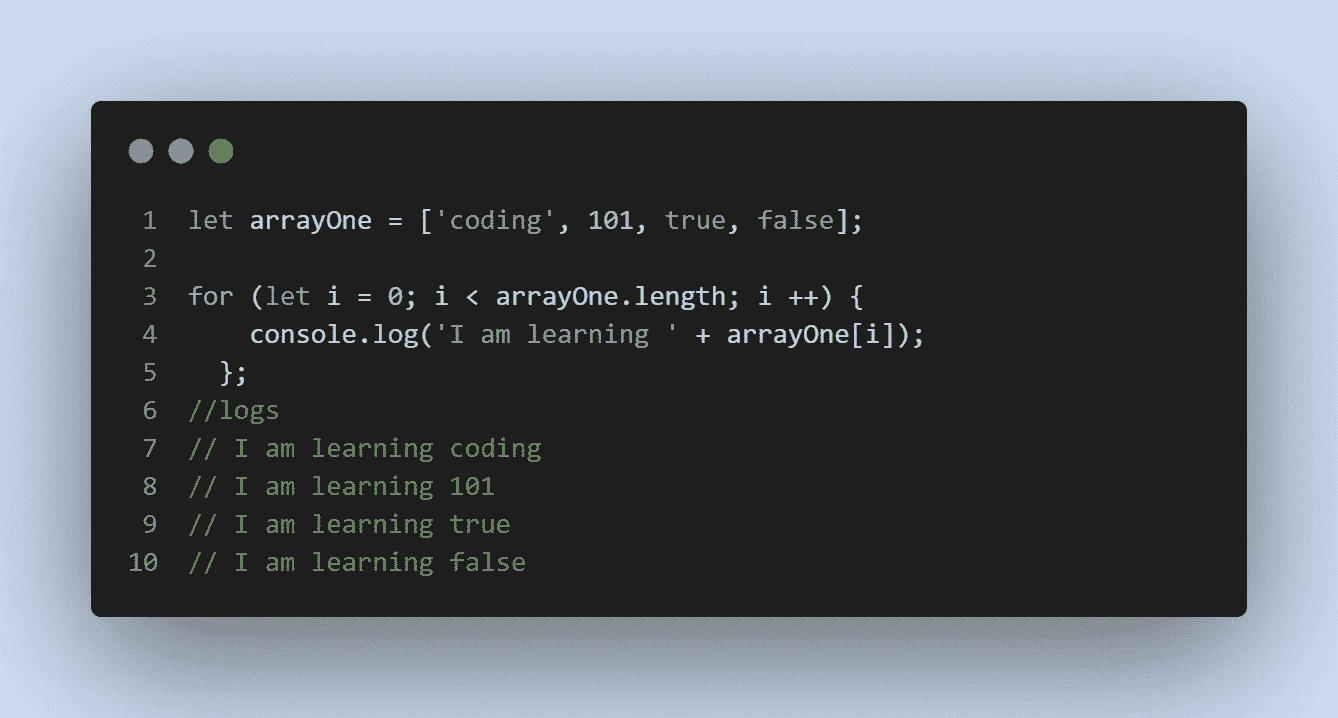 1 let arrayOne = ['coding', 101, true, false];
2
3 for (let i = 0; i < arrayOne.length; i ++) {
4     console.log('I am learning ' + arrayOne[i]);
5   };
6 //logs
7 // I am learning coding
8 // I am learning 101
9 // I am learning true
10 // I am learning false